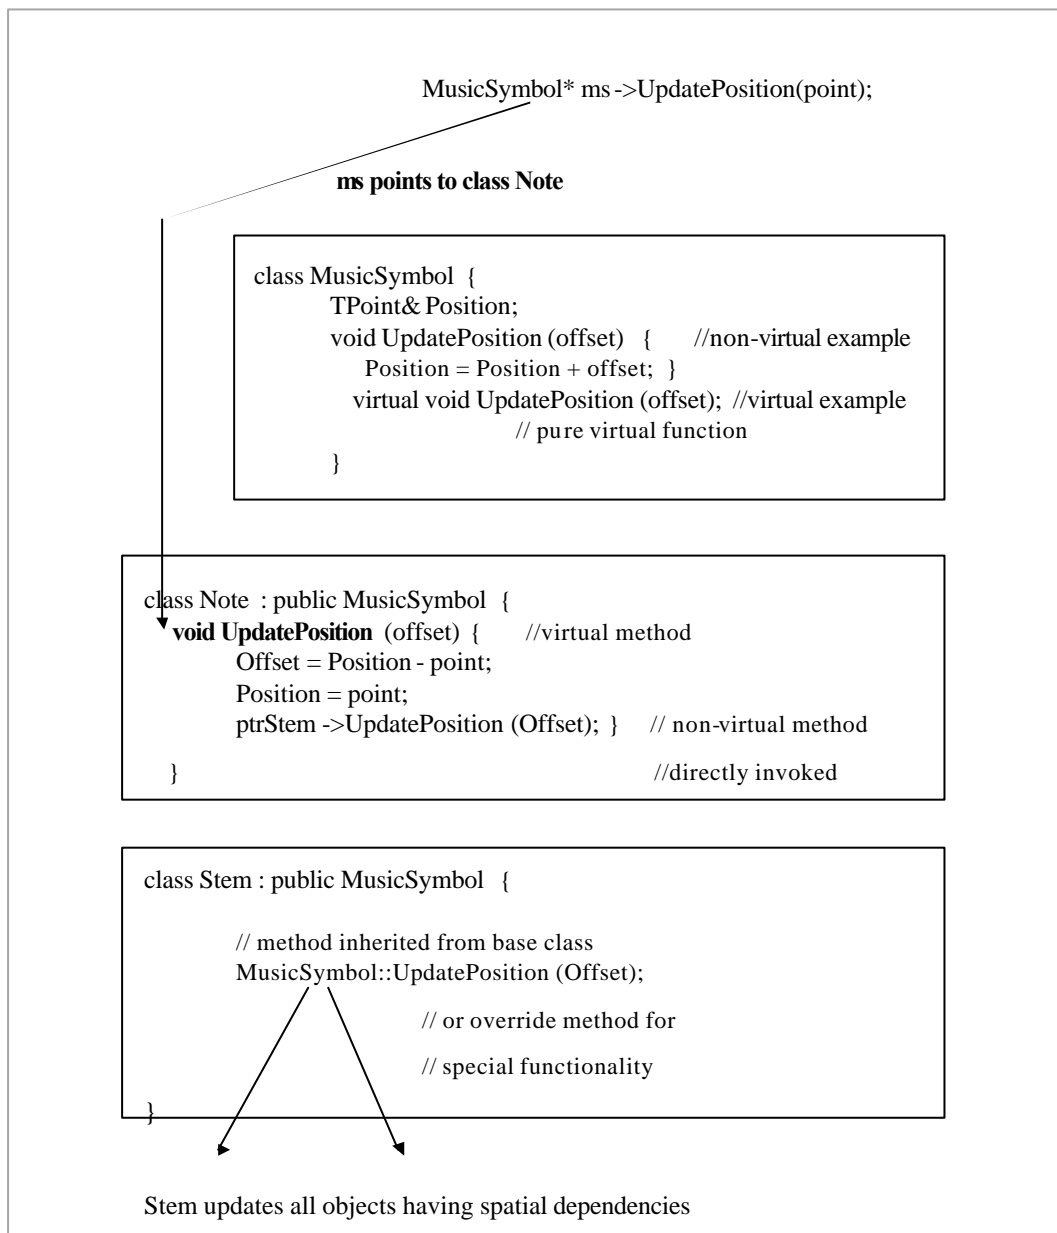 MusicSymbol* ms->UpdatePosition(point);
ms points to class Note
class MusicSymbol {
TPoint& Position;
void UpdatePosition (offset) { //non-virtual example
Position = Position + offset; }
virtual void UpdatePosition (offset); //virtual example
// pure virtual function
}
class Note : public MusicSymbol {
void UpdatePosition (offset) { //virtual method
Offset = Position - point;
Position = point;
ptrStem ->UpdatePosition (Offset); } // non-virtual method
} //directly invoked
class Stem : public MusicSymbol {
// method inherited from base class
MusicSymbol::UpdatePosition (Offset);
// or override method for
// special functionality
}
Stem updates all objects having spatial dependencies